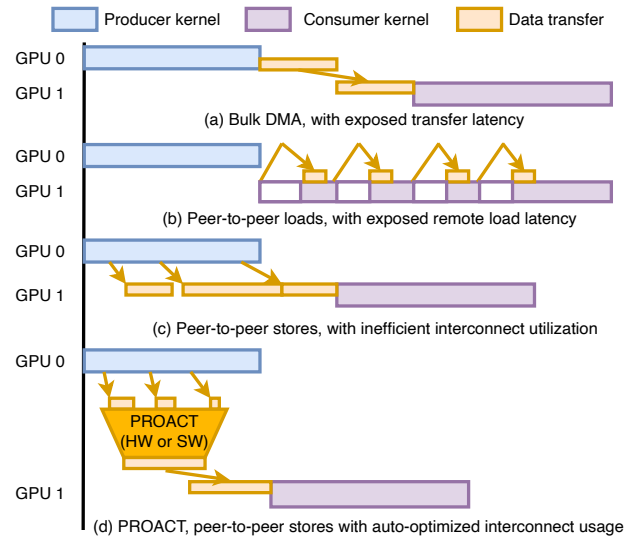 Producer kernel
Consumer kernel
Data transfer
GPU 0
GPU 1
(a) Bulk DMA, with exposed transfer latency
GPU 0
GPU 1
(b) Peer-to-peer loads, with exposed remote load latency
GPU 0
GPU 1
(c) Peer-to-peer stores, with inefficient interconnect utilization
GPU 0
PROACT
(HW or SW)
GPU 1
(d) PROACT, peer-to-peer stores with auto-optimized interconnect usage